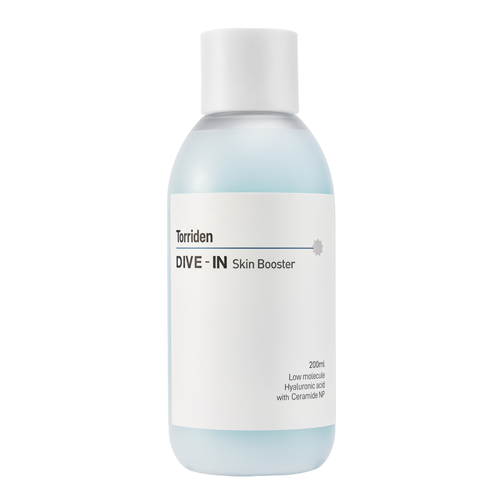 Torriden
DIVE-IN Skin Booster
200ml
Low molecule
Hyaluronic acid
with Ceramide NP